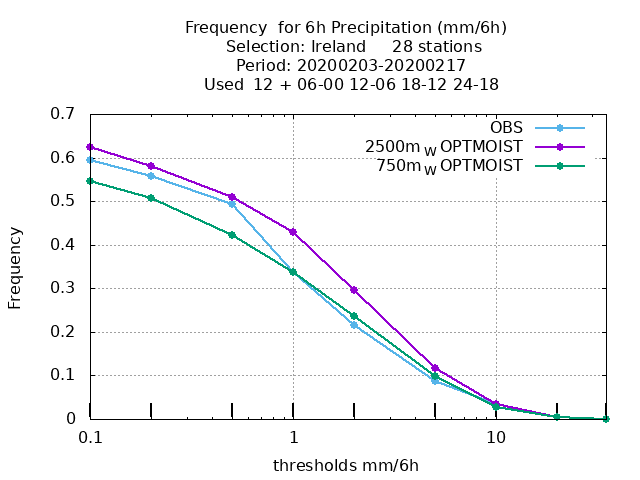 Frequency  for 6h Precipitation (mm/6h)
Selection: Ireland     28 stations
Period: 20200203-20200217
Used  12 + 06-00 12-06 18-12 24-18
OBS
2500m_W OPTMOIST
750m_W OPTMOIST
0.7
0.6
0.5
0.4
0.3
0.2
0.1
0
Frequency
0.1 1 10
thresholds mm/6h